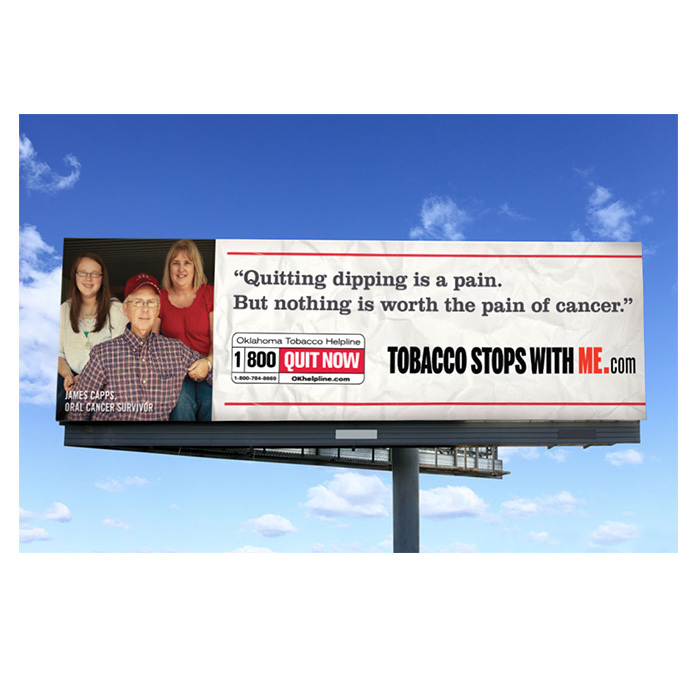 “Quitting dipping is a pain.
But nothing is worth the pain of cancer.”
Oklahoma Tobacco Helpline
1 800 QUIT NOW
1-800-784-8669 OKhelpline.com
TOBACCO STOPS WITH ME.com
JAMES CAPPS,
ORAL CANCER SURVIVOR